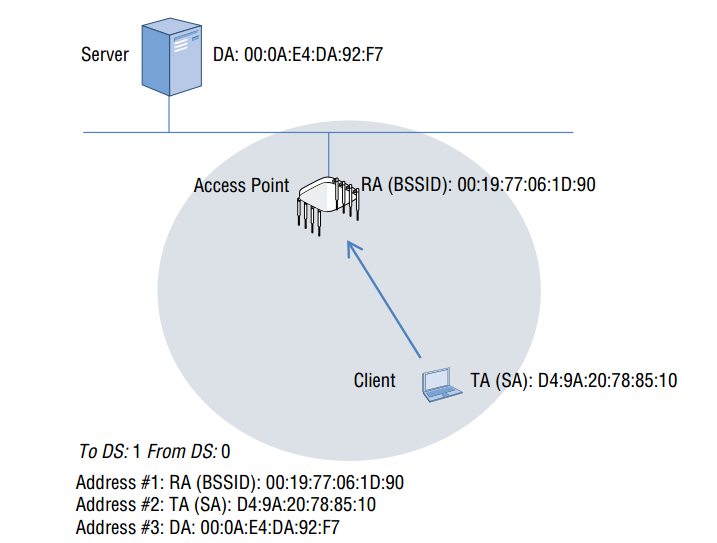 Server
DA: 00:0A:E4:DA:92:F7
Access Point
RA (BSSID): 00:19:77:06:1D:90
Client
TA (SA): D4:9A:20:78:85:10
To DS: 1 From DS: 0
Address #1: RA (BSSID): 00:19:77:06:1D:90
Address #2: TA (SA): D4:9A:20:78:85:10
Address #3: DA: 00:0A:E4:DA:92:F7